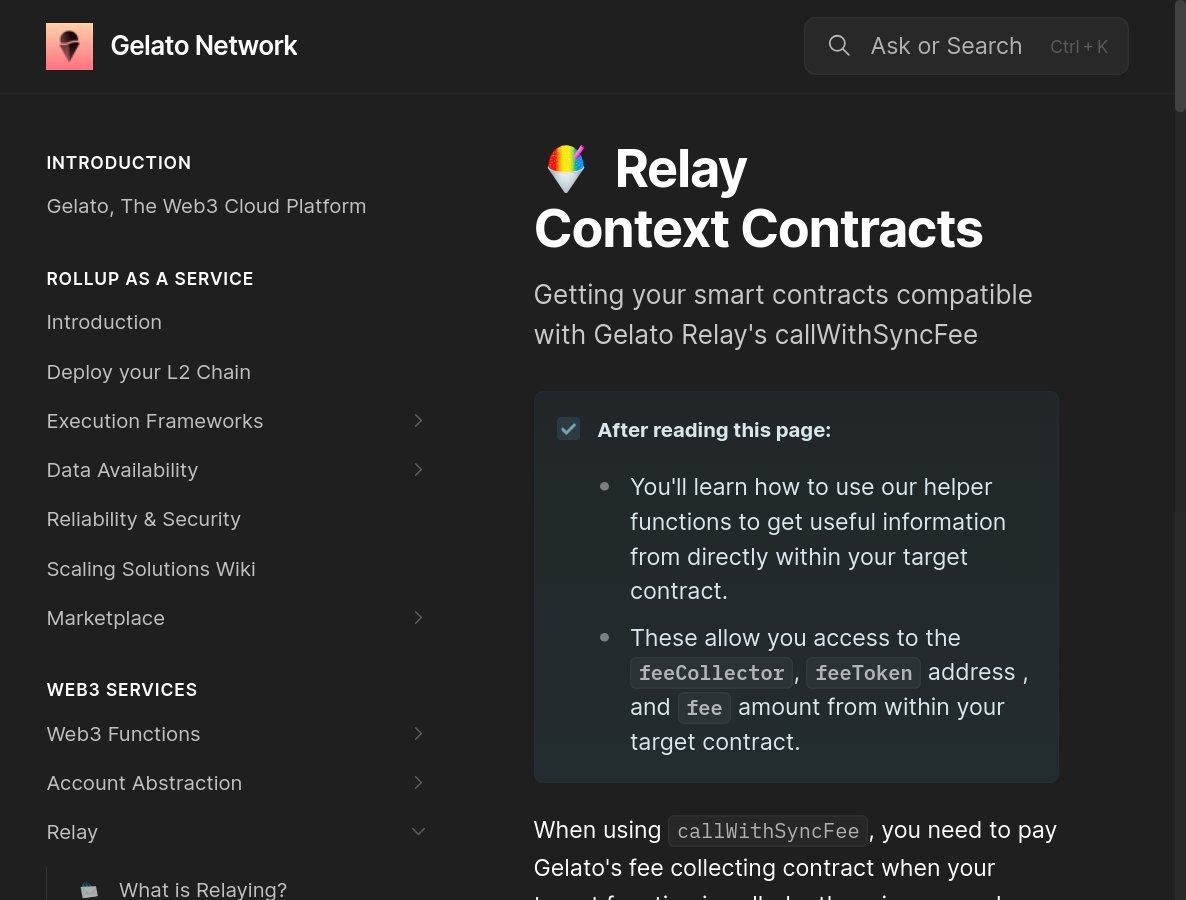 Gelato Network
Ask or Search Ctrl + K
INTRODUCTION
Gelato, The Web3 Cloud Platform
ROLLUP AS A SERVICE
Introduction
Deploy your L2 Chain
Execution Frameworks
Data Availability
Reliability & Security
Scaling Solutions Wiki
Marketplace
WEB3 SERVICES
Web3 Functions
Account Abstraction
Relay
What is Relaying?
Relay
Context Contracts
Getting your smart contracts compatible
with Gelato Relay's callWithSyncFee
After reading this page:
You'll learn how to use our helper
functions to get useful information
from directly within your target
contract.
These allow you access to the
feeCollector, feeToken address ,
and fee amount from within your
target contract.
When using callWithSyncFee, you need to pay
Gelato's fee collecting contract when your